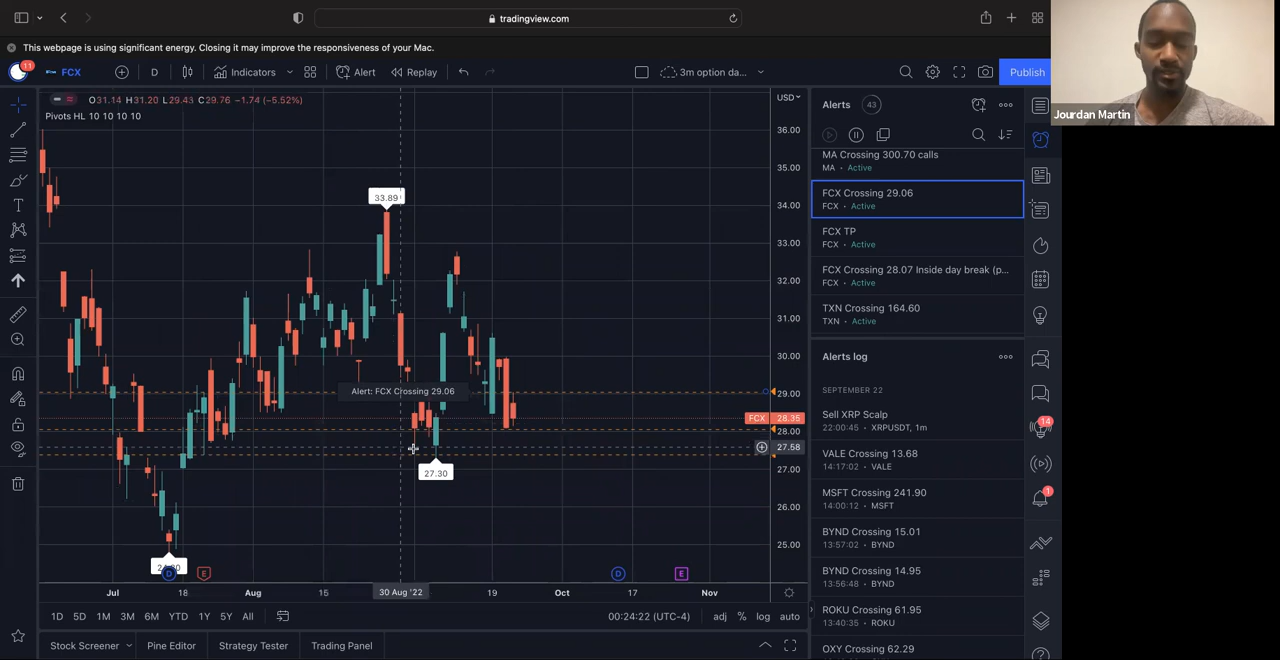 tradingview.com
This webpage is using significant energy. Closing it may improve the responsiveness of your Mac.
11
FCX
D
Indicators
Alert
Replay
3m option da...
Publish
Jourdan Martin
O31.14 H31.20 L29.43 C29.76 -1.74 (-5.52%)
Pivots HL 10 10 10 10
USD
36.00
35.00
34.00
33.00
32.00
31.00
30.00
29.00
FCX 28.35
28.00
27.58
27.00
26.00
25.00
33.89
Alert: FCX Crossing 29.06
27.30
D
E
D
E
Jul
18
Aug
15
30 Aug '22
19
Oct
17
Nov
1D 5D 1M 3M 6M YTD 1Y 5Y All
00:24:22 (UTC-4)
adj % log auto
Stock Screener
Pine Editor
Strategy Tester
Trading Panel
Alerts 43
MA Crossing 300.70 calls
MA • Active
FCX Crossing 29.06
FCX • Active
FCX TP
FCX • Active
FCX Crossing 28.07 Inside day break (p...
FCX • Active
TXN Crossing 164.60
TXN • Active
Alerts log
SEPTEMBER 22
Sell XRP Scalp
22:00:45 • XRPUSDT, 1m
VALE Crossing 13.68
14:17:02 • VALE
MSFT Crossing 241.90
14:00:12 • MSFT
BYND Crossing 15.01
13:57:02 • BYND
BYND Crossing 14.95
13:56:48 • BYND
ROKU Crossing 61.95
13:40:35 • ROKU
OXY Crossing 62.29
14
1